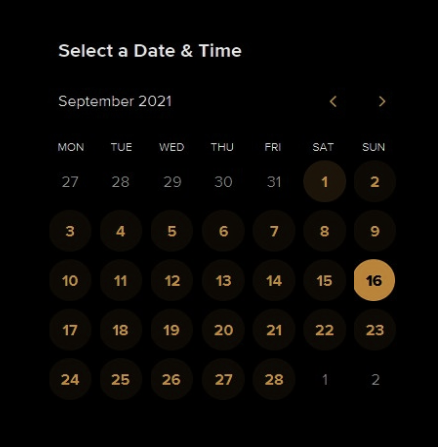 Select a Date & Time
September 2021
MON TUE WED THU FRI SAT SUN
27 28 29 30 31 1 2
3 4 5 6 7 8 9
10 11 12 13 14 15 16
17 18 19 20 21 22 23
24 25 26 27 28 1 2